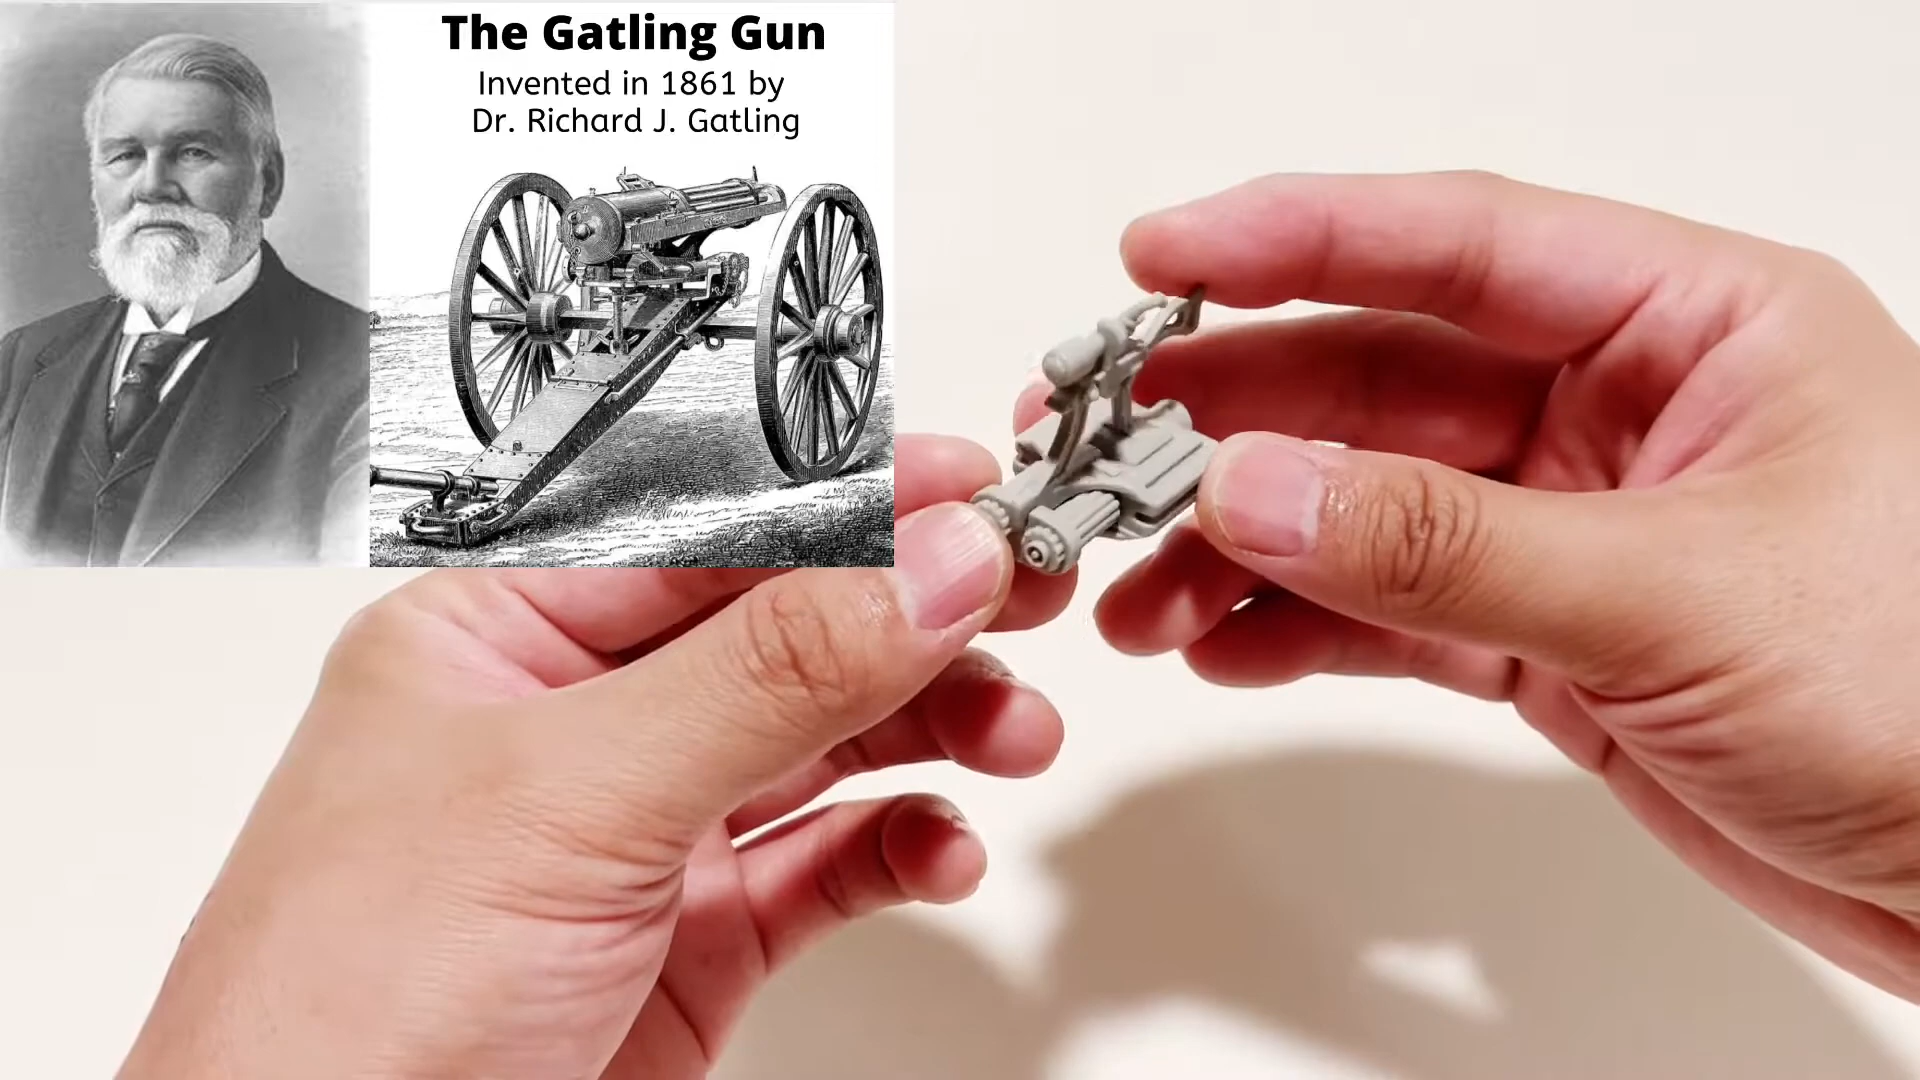 The Gatling Gun
Invented in 1861 by
Dr. Richard J. Gatling